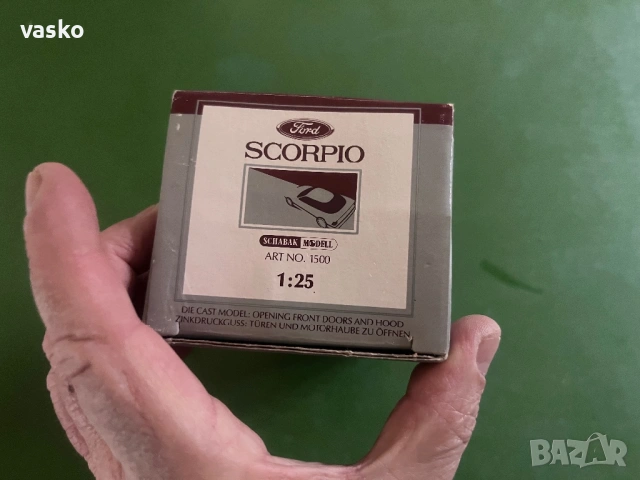 vasko
Ford
SCORPIO
SCHABAK MODELL
ART NO. 1500
1:25
DIE CAST MODEL: OPENING FRONT DOORS AND HOOD
ZINKDRUCKGUSS: TÜREN UND MOTORHAUBE ZU ÖFFNEN
BAZAR